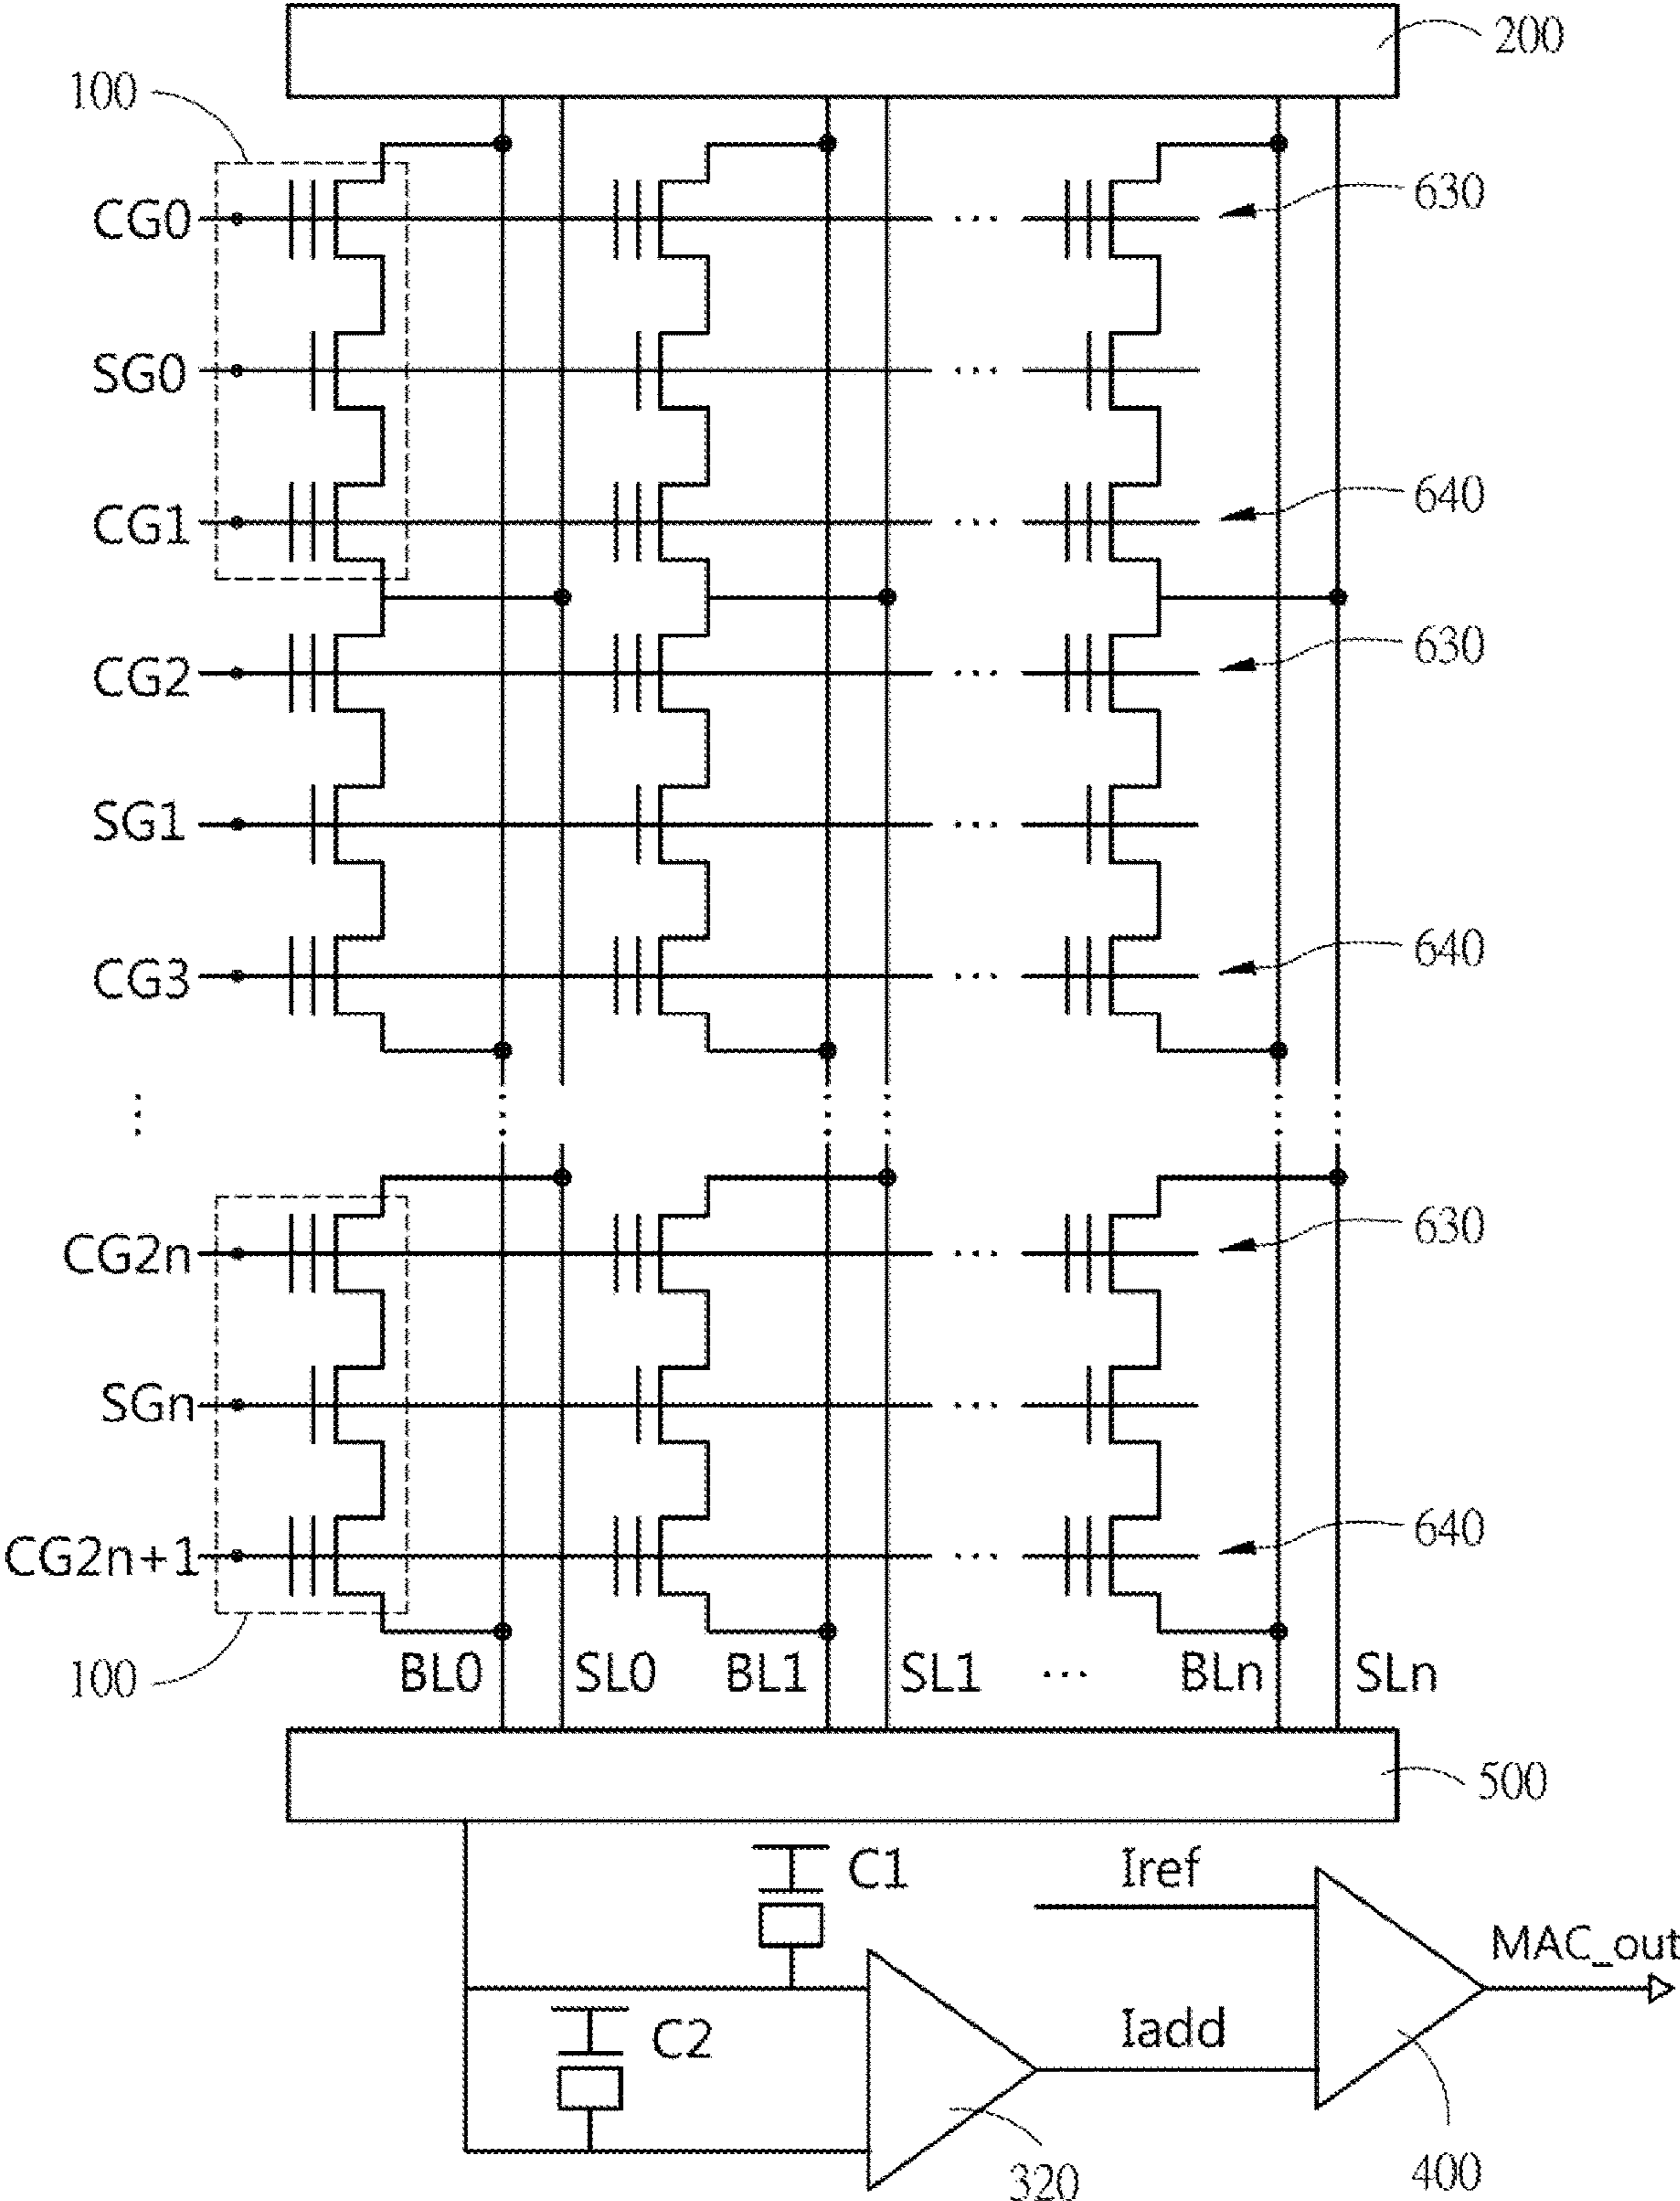 200
100
CG0
630
SG0
CG1
640
CG2
630
SG1
CG3
640
CG2n
630
SGn
CG2n+1
640
100
BL0 SL0 BL1 SL1 ... BLn SLn
500
C1
Iref
MAC_out
C2
Iadd
320
400